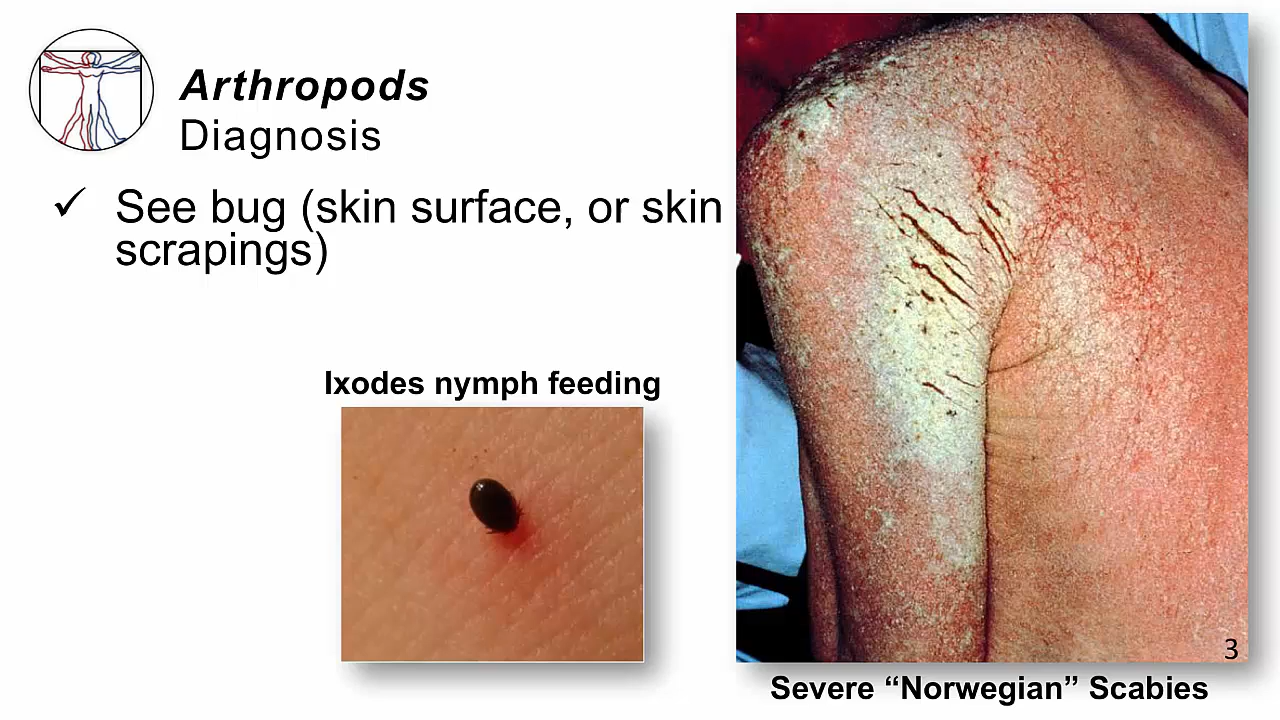 Arthropods
Diagnosis
✓ See bug (skin surface, or skin
scrapings)
Ixodes nymph feeding
3
Severe “Norwegian” Scabies